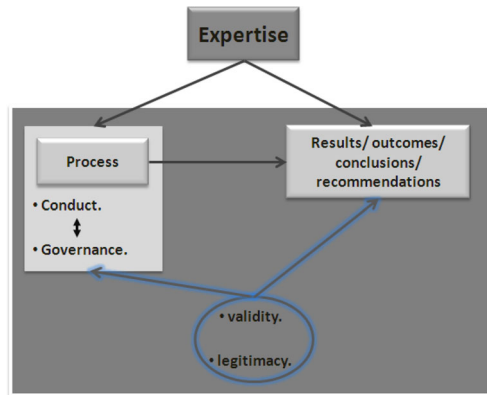 Expertise
Process
Results/ outcomes/
conclusions/
recommendations
• Conduct.
• Governance.
• validity.
• legitimacy.